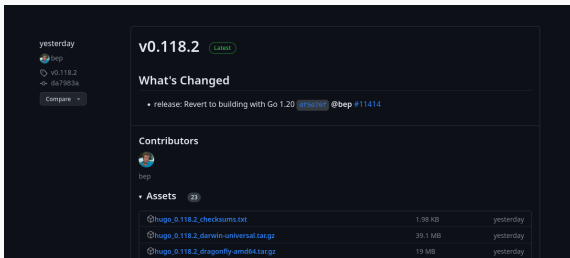 yesterday
bep
v0.118.2
da7983a
Compare
v0.118.2 Latest
What's Changed
release: Revert to building with Go 1.20 @bep #11414
Contributors
bep
Assets 23
hugo_0.118.2_checksums.txt 1.98 KB yesterday
hugo_0.118.2_darwin-universal.tar.gz 39.1 MB yesterday
hugo_0.118.2_dragonfly-amd64.tar.gz 19 MB yesterday